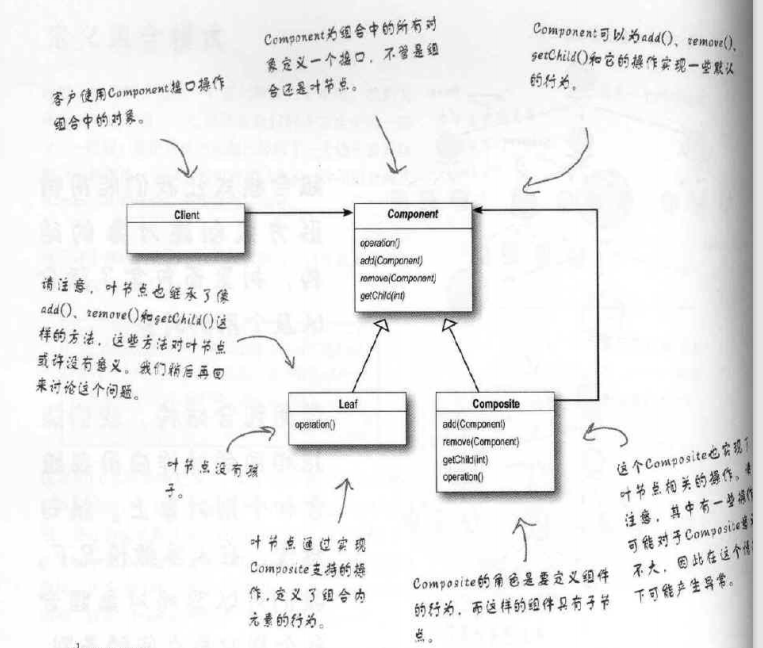 Component为组合中的所有对
象定义一个接口，不管是组
合还是叶节点。
Component可以为add()、remove()、
getChild()和它的操作实现一些默认
的行为。
客户使用Component接口操作
组合中的对象。
Client
Component
operation()
add(Component)
remove(Component)
getChild(int)
请注意，叶节点也继承了像
add()、remove()和getChild()这
样的方法，这些方法对叶节点
或许没有意义。我们稍后再回
来讨论这个问题。
Leaf
operation()
Composite
add(Component)
remove(Component)
getChild(int)
operation()
叶节点没有孩
子。
叶节点通过实现
Composite支持的操
作，定义了组合内
元素的行为。
Composite的角色是要定义组件
的行为，而这样的组件具有子节
点。
这个Composite也实现了
叶节点相关的操作。
注意，其中有一些操作
可能对于Composite意义
不大，因此在这个情
下可能产生异常。